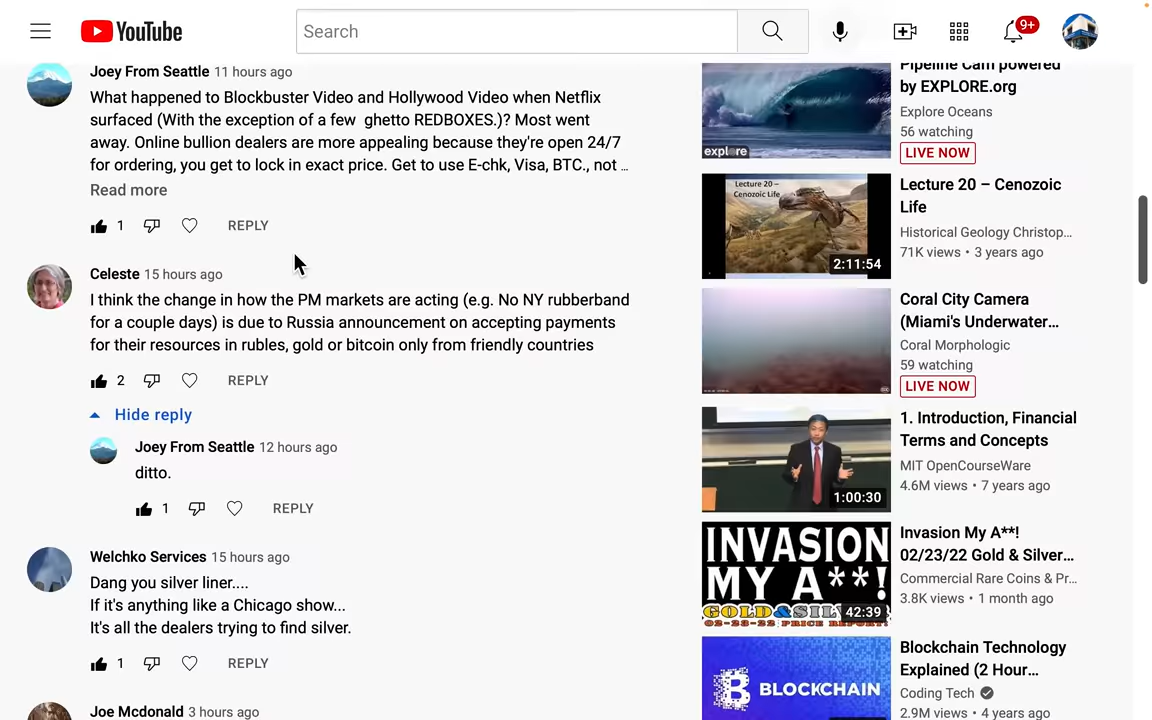 YouTube
Search
9+
Joey From Seattle 11 hours ago
What happened to Blockbuster Video and Hollywood Video when Netflix
surfaced (With the exception of a few ghetto REDBOXES.)? Most went
away. Online bullion dealers are more appealing because they're open 24/7
for ordering, you get to lock in exact price. Get to use E-chk, Visa, BTC., not ...
Read more
1
REPLY
Celeste 15 hours ago
I think the change in how the PM markets are acting (e.g. No NY rubberband
for a couple days) is due to Russia announcement on accepting payments
for their resources in rubles, gold or bitcoin only from friendly countries
2
REPLY
Hide reply
Joey From Seattle 12 hours ago
ditto.
1
REPLY
Welchko Services 15 hours ago
Dang you silver liner....
If it's anything like a Chicago show...
It's all the dealers trying to find silver.
1
REPLY
Joe Mcdonald 3 hours ago
explore
Pipeline Cam powered
by EXPLORE.org
Explore Oceans
56 watching
LIVE NOW
Lecture 20 –
Cenozoic Life
2:11:54
Lecture 20 – Cenozoic
Life
Historical Geology Christop...
71K views • 3 years ago
Coral City Camera
(Miami's Underwater...
Coral Morphologic
59 watching
LIVE NOW
1:00:30
1. Introduction, Financial
Terms and Concepts
MIT OpenCourseWare
4.6M views • 7 years ago
INVASION
MY A**!
GOLD&SIL
02-23-22 PRICE REPORT!
42:39
Invasion My A**!
02/23/22 Gold & Silver...
Commercial Rare Coins & Pr...
3.8K views • 1 month ago
BLOCKCHAIN
Blockchain Technology
Explained (2 Hour...
Coding Tech
2.9M views • 4 years ago